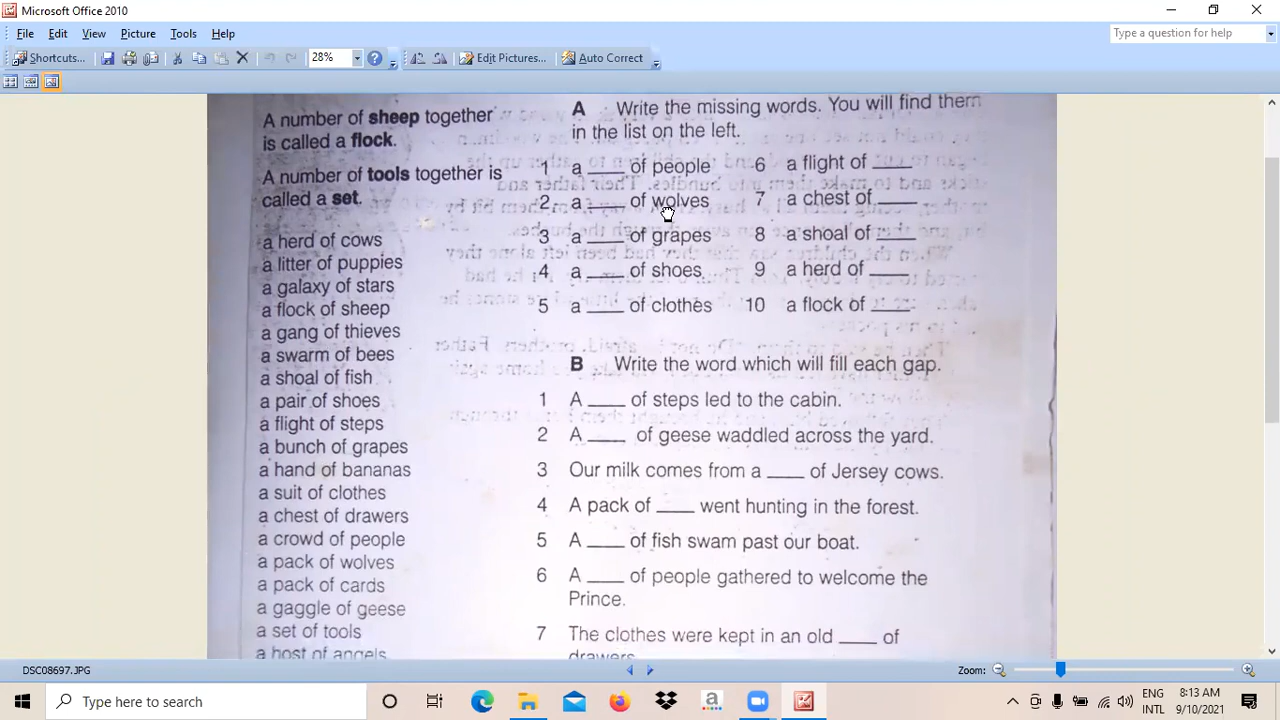 Microsoft Office 2010
File Edit View Picture Tools Help
Type a question for help
Shortcuts...
28%
Edit Pictures...
Auto Correct
A number of sheep together
is called a flock.
A number of tools together is
called a set.
a herd of cows
a litter of puppies
a galaxy of stars
a flock of sheep
a gang of thieves
a swarm of bees
a shoal of fish
a pair of shoes
a flight of steps
a bunch of grapes
a hand of bananas
a suit of clothes
a chest of drawers
a crowd of people
a pack of wolves
a pack of cards
a gaggle of geese
a set of tools
a host of angels
A Write the missing words. You will find them
in the list on the left.
1 a ____ of people
2 a ____ of wolves
3 a ____ of grapes
4 a ____ of shoes
5 a ____ of clothes
6 a flight of ____
7 a chest of ____
8 a shoal of ____
9 a herd of ____
10 a flock of ____
B Write the word which will fill each gap.
1 A ____ of steps led to the cabin.
2 A ____ of geese waddled across the yard.
3 Our milk comes from a ____ of Jersey cows.
4 A pack of ____ went hunting in the forest.
5 A ____ of fish swam past our boat.
6 A ____ of people gathered to welcome the
Prince.
7 The clothes were kept in an old ____ of
drawers
DSC08697.JPG
Zoom:
Type here to search
a
ENG
INTL
8:13 AM
9/10/2021